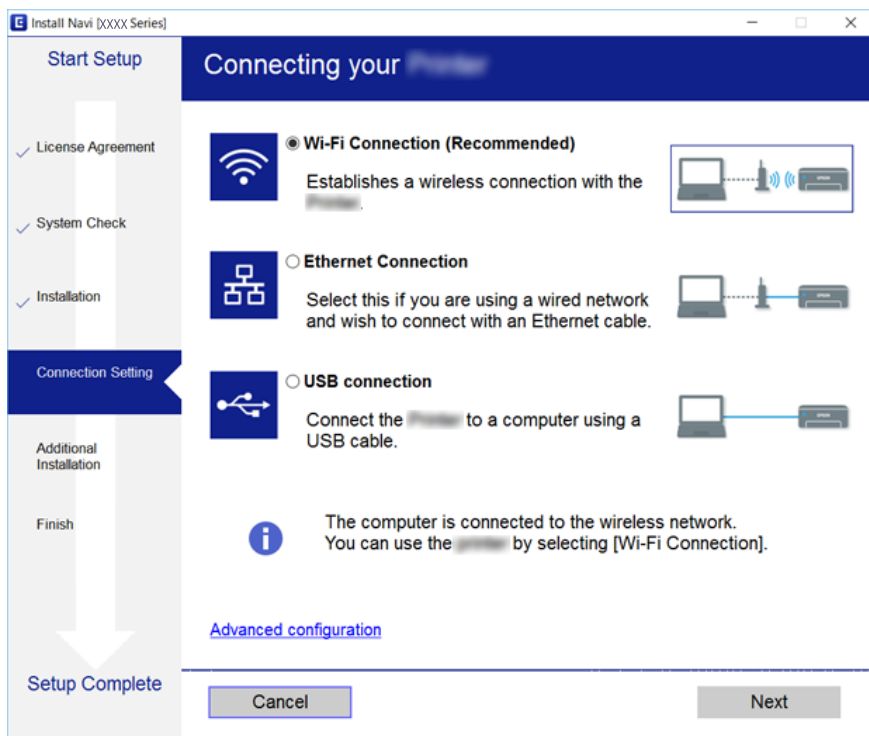 Install Navi [XXXX Series]
Start Setup
Connecting your
License Agreement
System Check
Installation
Connection Setting
Additional
Installation
Finish
Setup Complete
Wi-Fi Connection (Recommended)
Establishes a wireless connection with the
.
Ethernet Connection
Select this if you are using a wired network
and wish to connect with an Ethernet cable.
USB connection
Connect the to a computer using a
USB cable.
The computer is connected to the wireless network.
You can use the by selecting [Wi-Fi Connection].
Advanced configuration
Cancel
Next